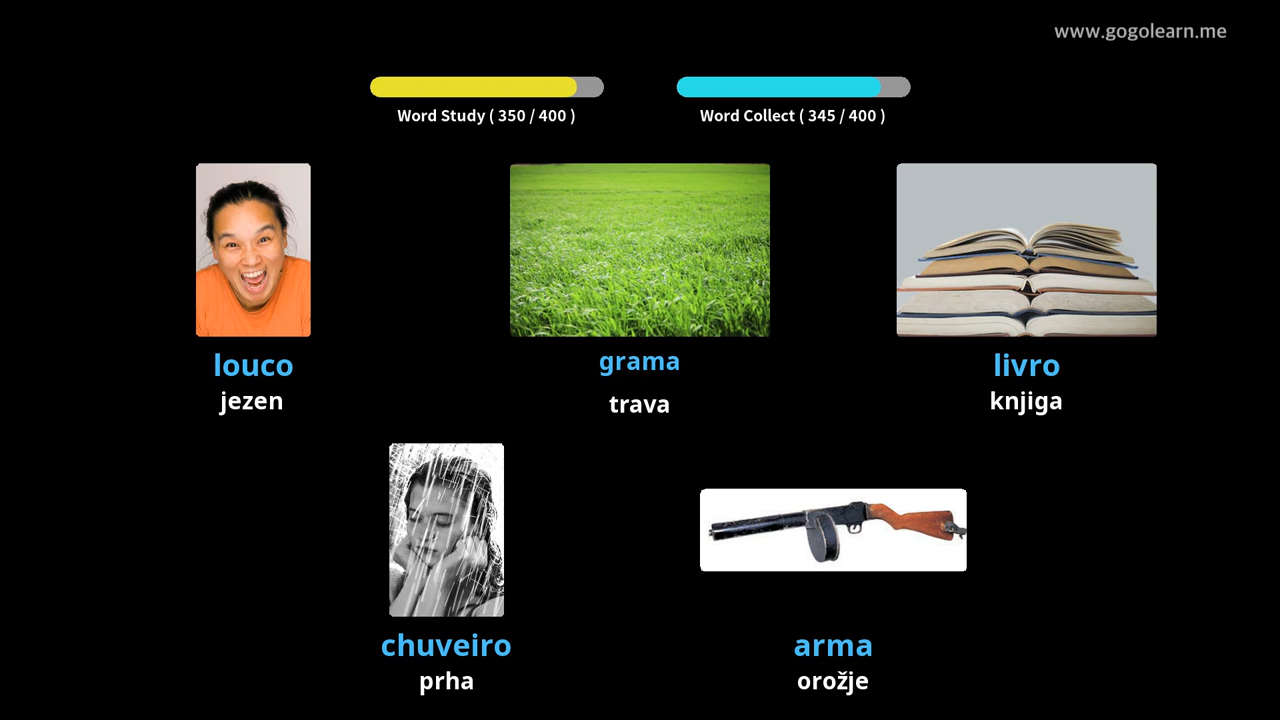 www.gogolearn.me
Word Study ( 350 / 400 )
Word Collect ( 345 / 400 )
louco
jezen
grama
trava
livro
knjiga
chuveiro
prha
arma
orožje